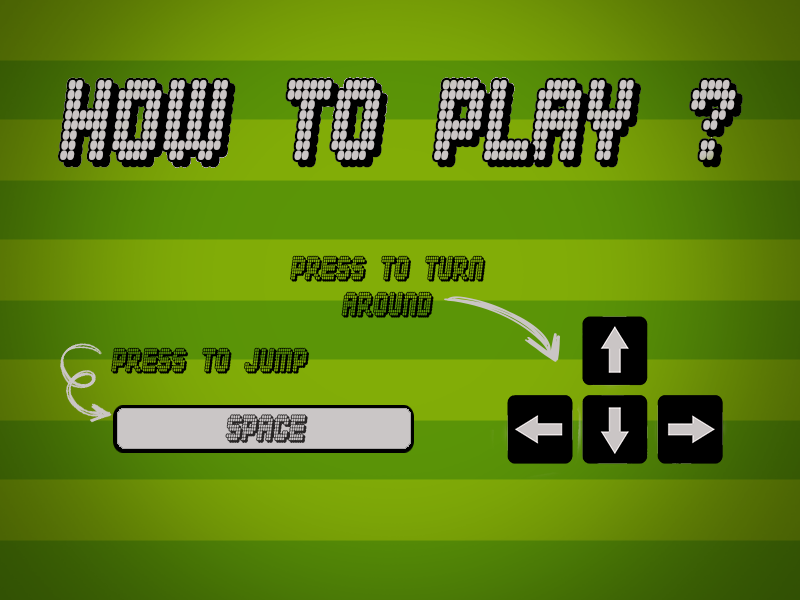 HOW TO PLAY ?
PRESS TO TURN
AROUND
PRESS TO JUMP
SPACE